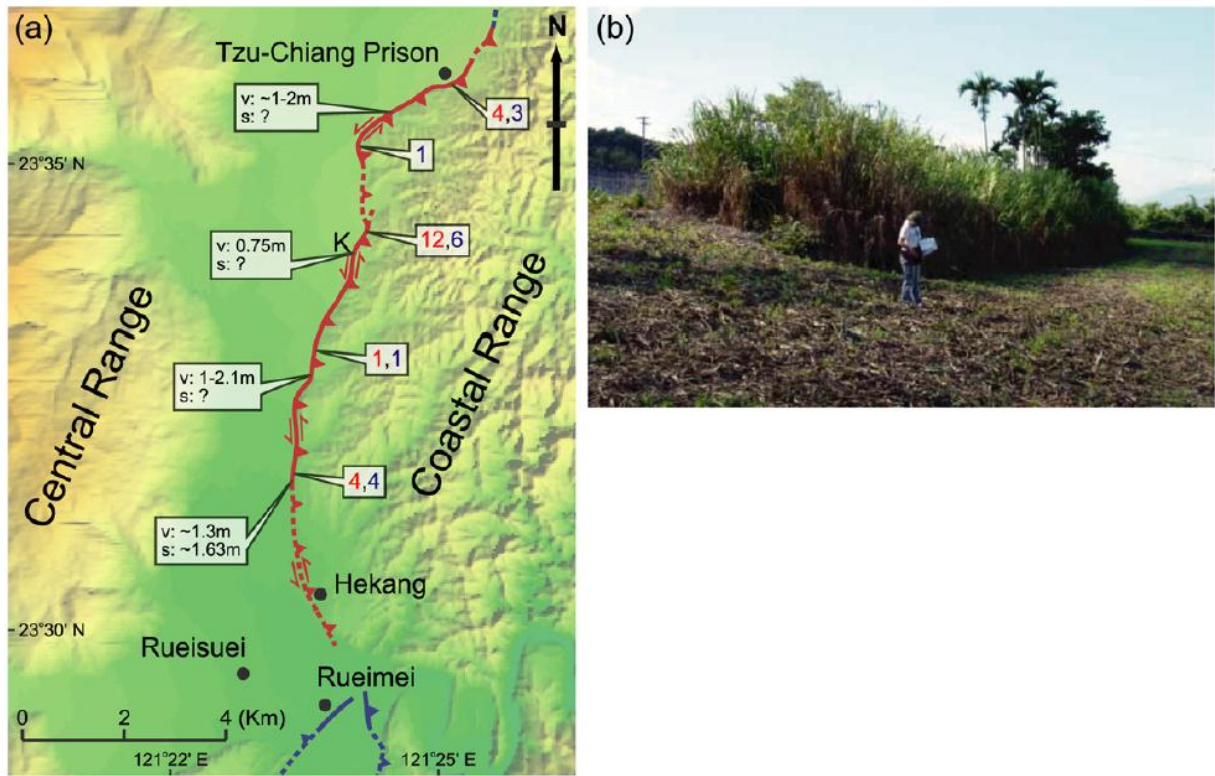 (a)
N
Tzu-Chiang Prison
v: ~1-2m
s: ?
4,3
23°35' N
1
12,6
K
v: 0.75m
s: ?
Central Range
Coastal Range
1,1
v: 1-2.1m
s: ?
4,4
v: ~1.3m
s: ~1.63m
Hekang
23°30' N
Rueisuei
Rueimei
0 2 4 (Km)
121°22' E
121°25' E
(b)